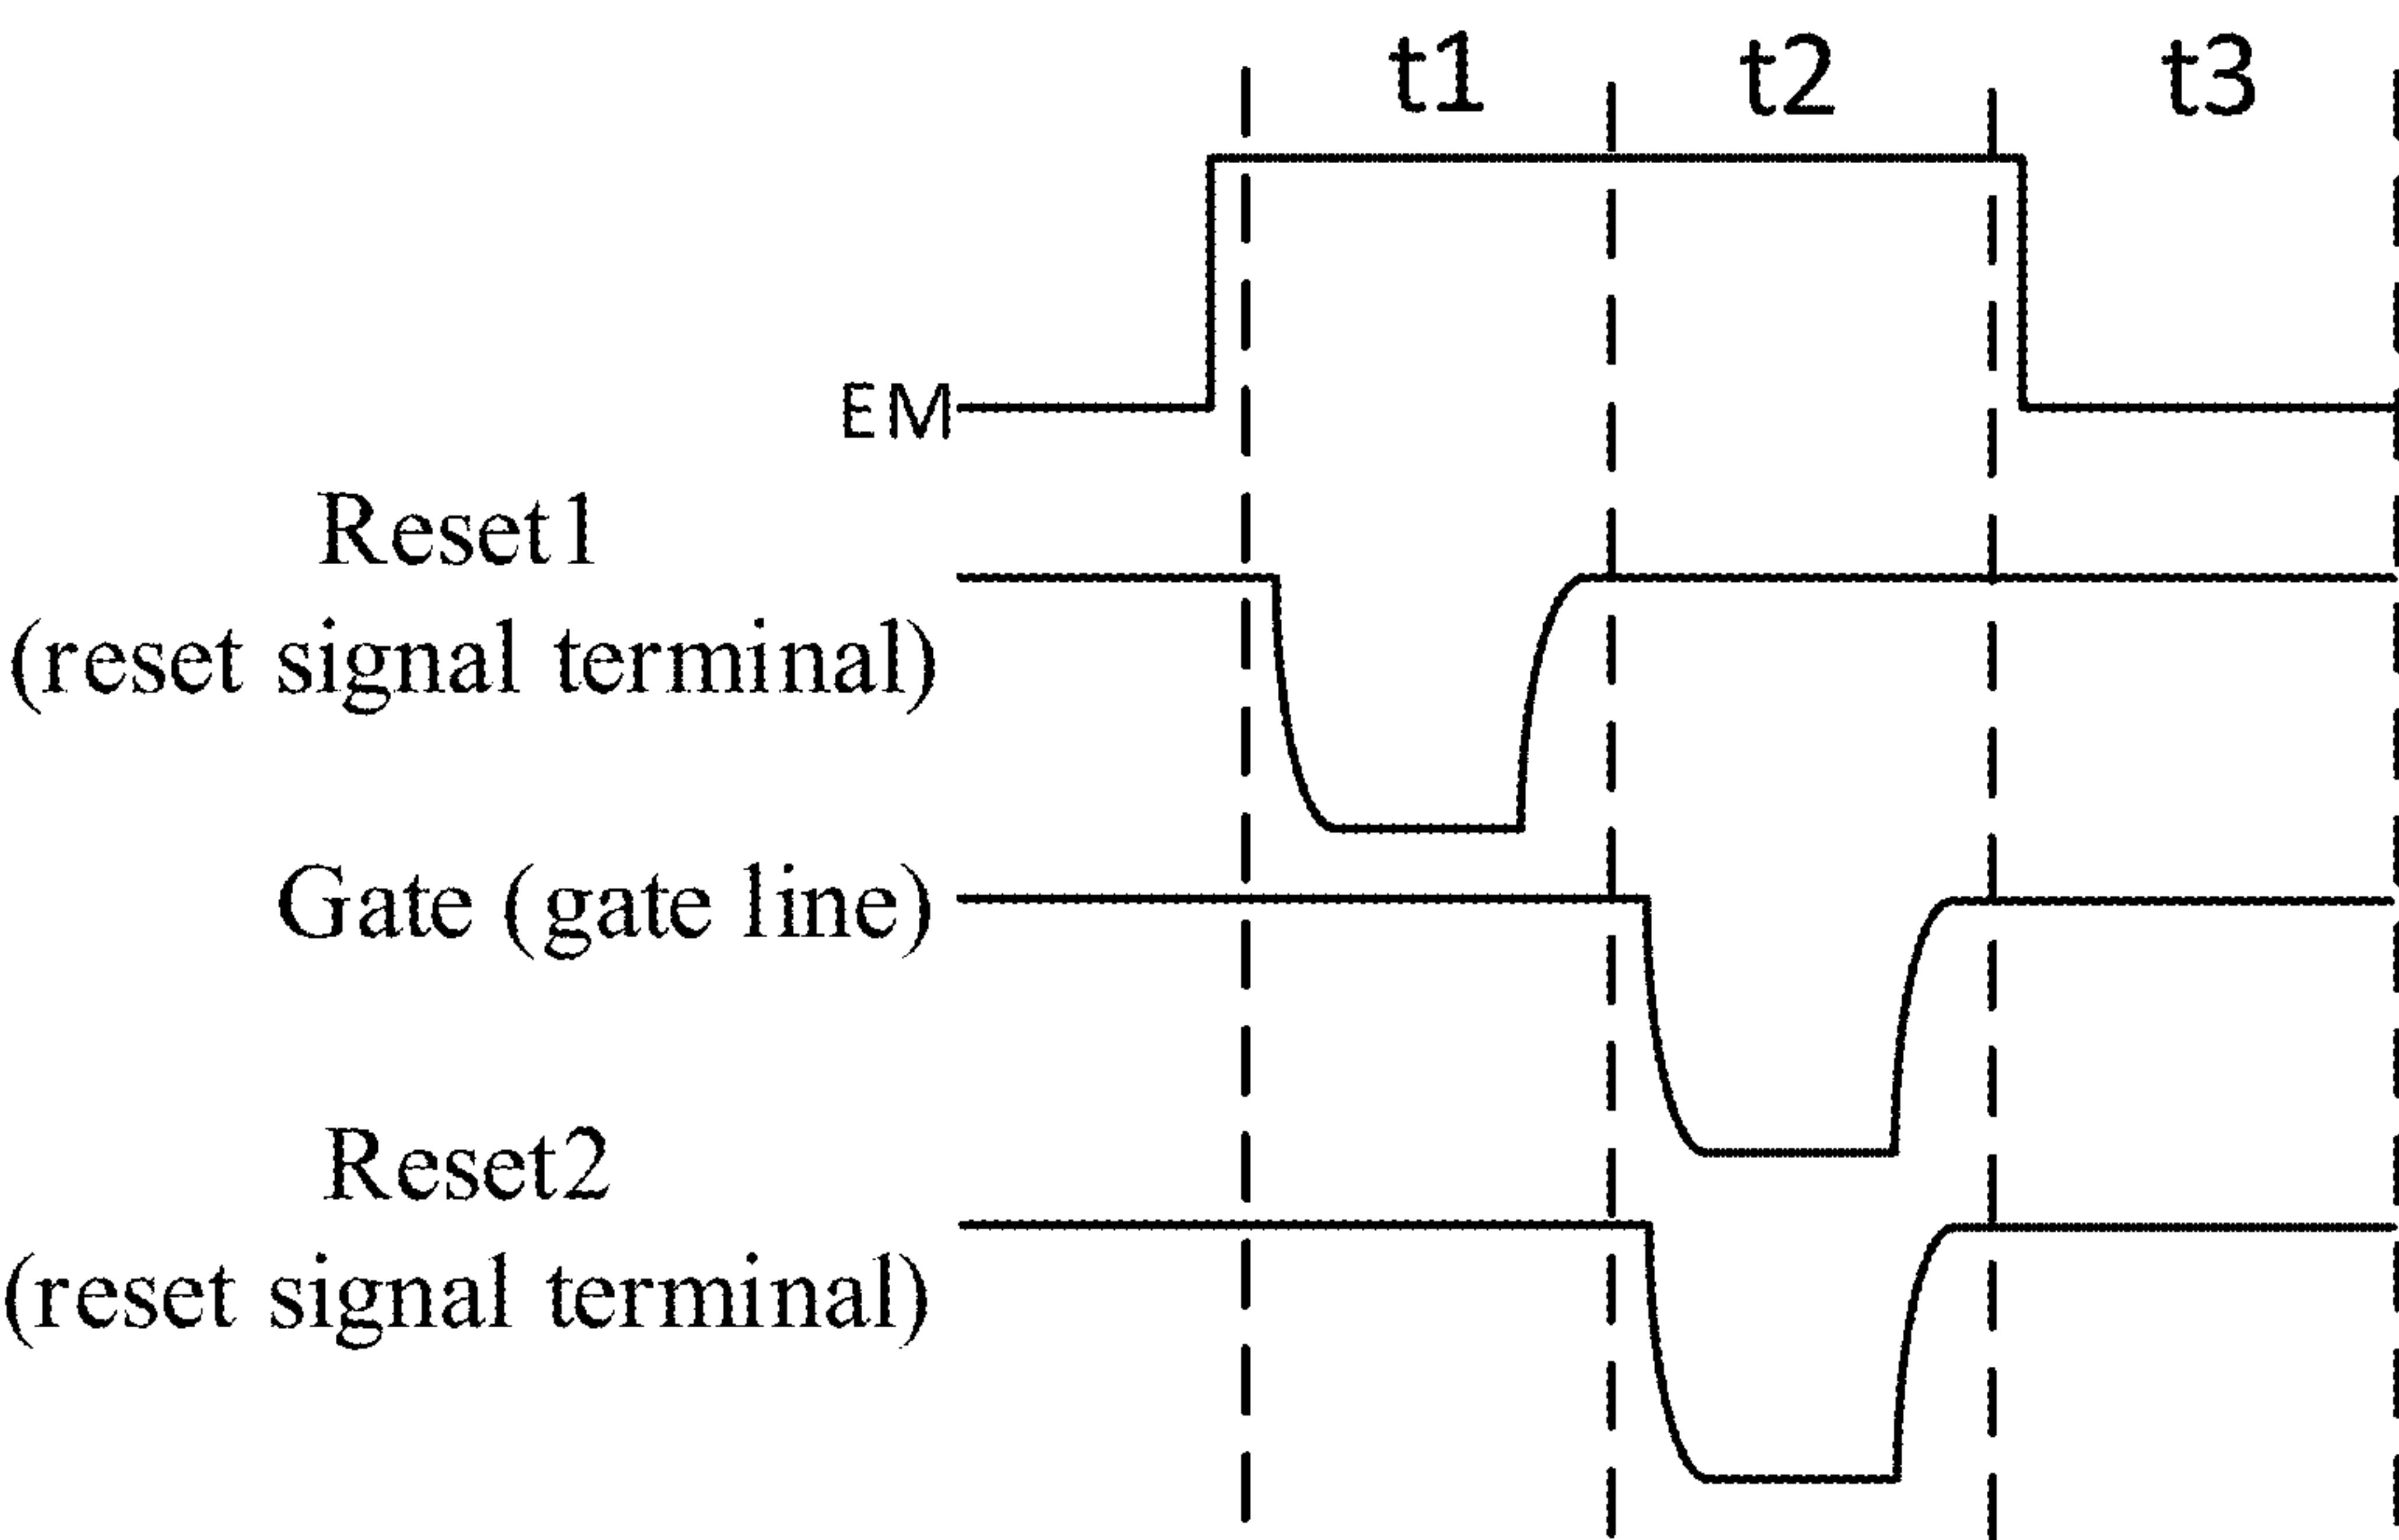 t1 t2 t3
EM
Reset1
(reset signal terminal)
Gate (gate line)
Reset2
(reset signal terminal)